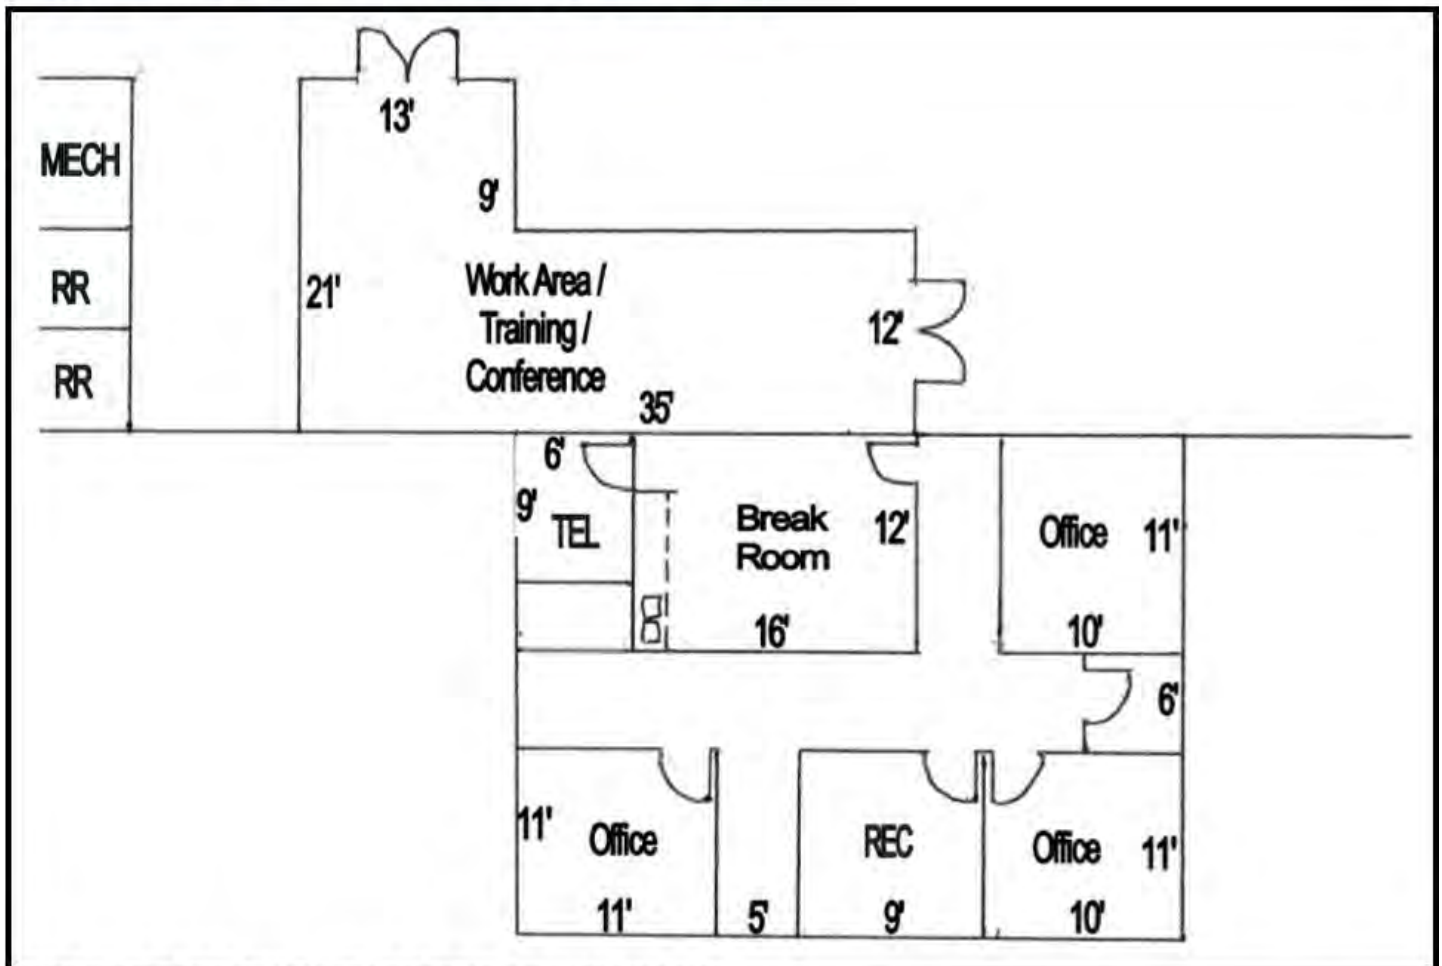 13'
MECH
9'
Work Area /
Training /
Conference
RR
21'
12'
RR
35'
6'
9'
TEL
Break
Room
12'
16'
Office
11'
10'
6'
11'
Office
11'
5'
REC
9'
Office
11'
10'